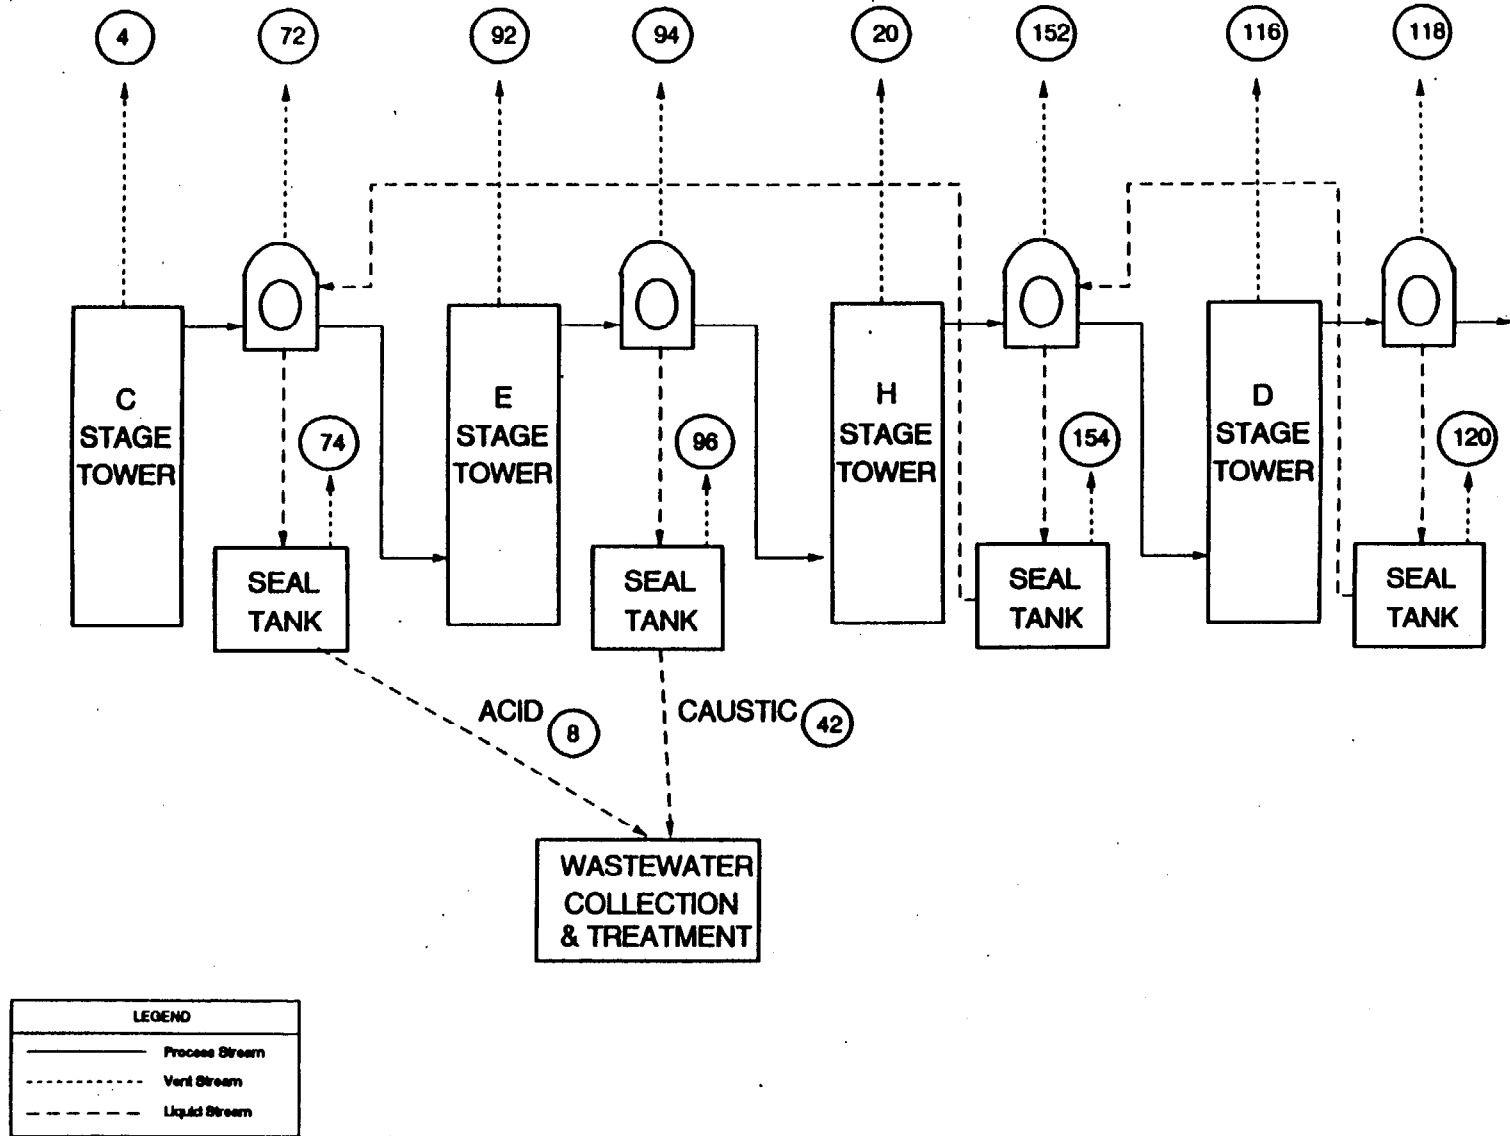 4
72
92
94
20
152
116
118
C
STAGE
TOWER
E
STAGE
TOWER
H
STAGE
TOWER
D
STAGE
TOWER
74
96
154
120
SEAL
TANK
SEAL
TANK
SEAL
TANK
SEAL
TANK
ACID
8
CAUSTIC
42
WASTEWATER
COLLECTION
& TREATMENT
LEGEND
Process Stream
Vent Stream
Liquid Stream